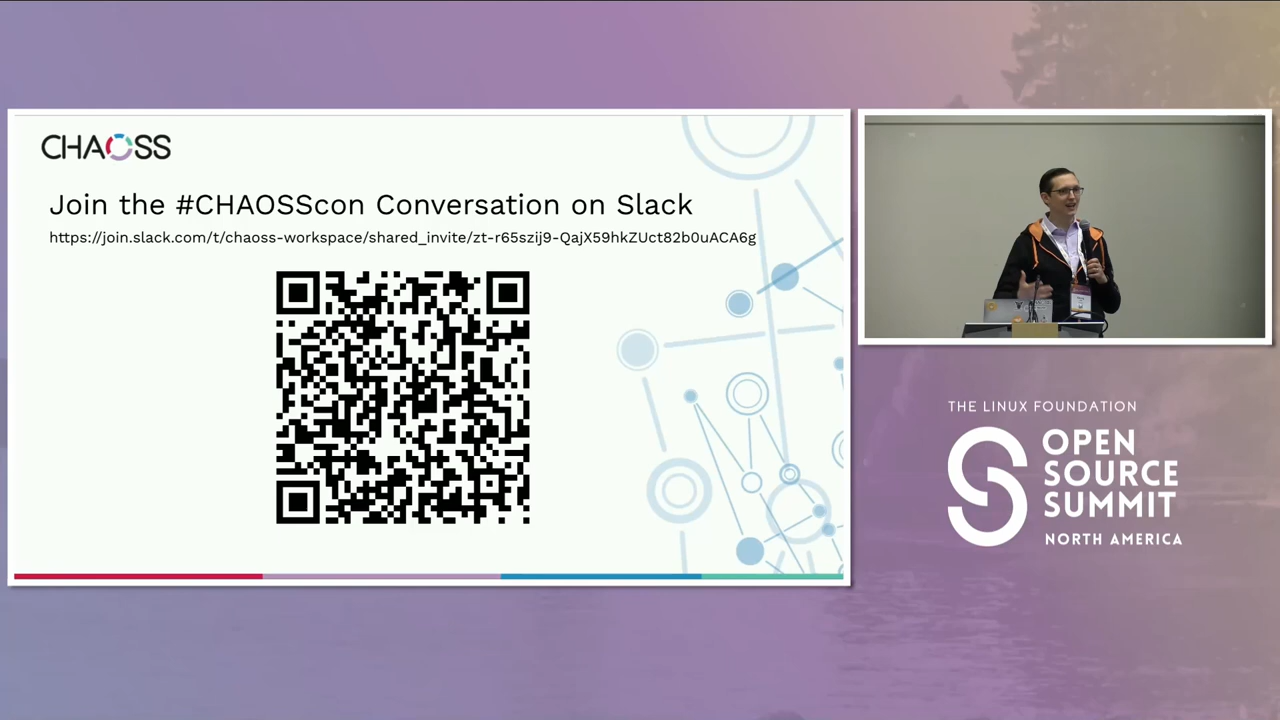 CHAOSS
Join the #CHAOSScon Conversation on Slack
https://join.slack.com/t/chaoss-workspace/shared_invite/zt-r65szij9-QajX59hkZUct82b0uACA6g
THE LINUX FOUNDATION
OPEN
SOURCE
SUMMIT
NORTH AMERICA